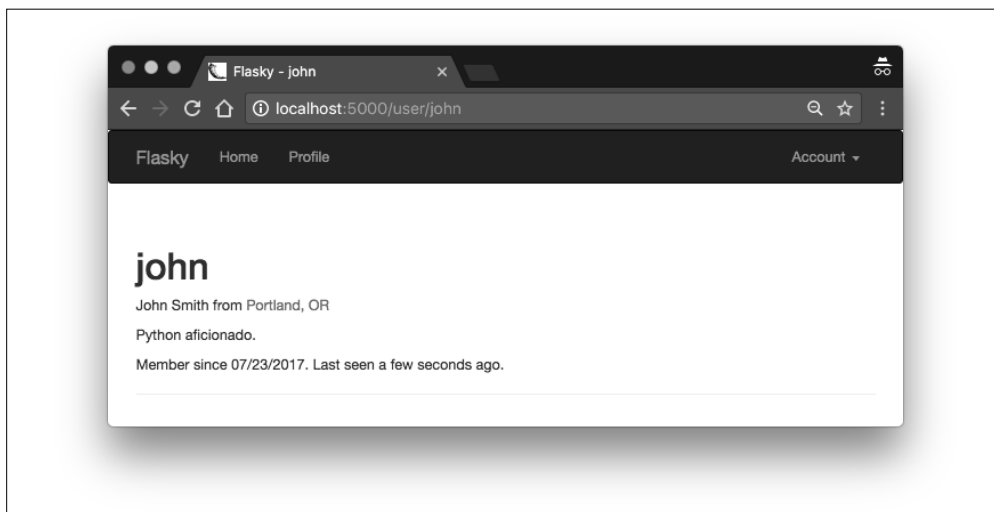 Flasky - john
localhost:5000/user/john
Flasky Home Profile Account
john
John Smith from Portland, OR
Python aficionado.
Member since 07/23/2017. Last seen a few seconds ago.